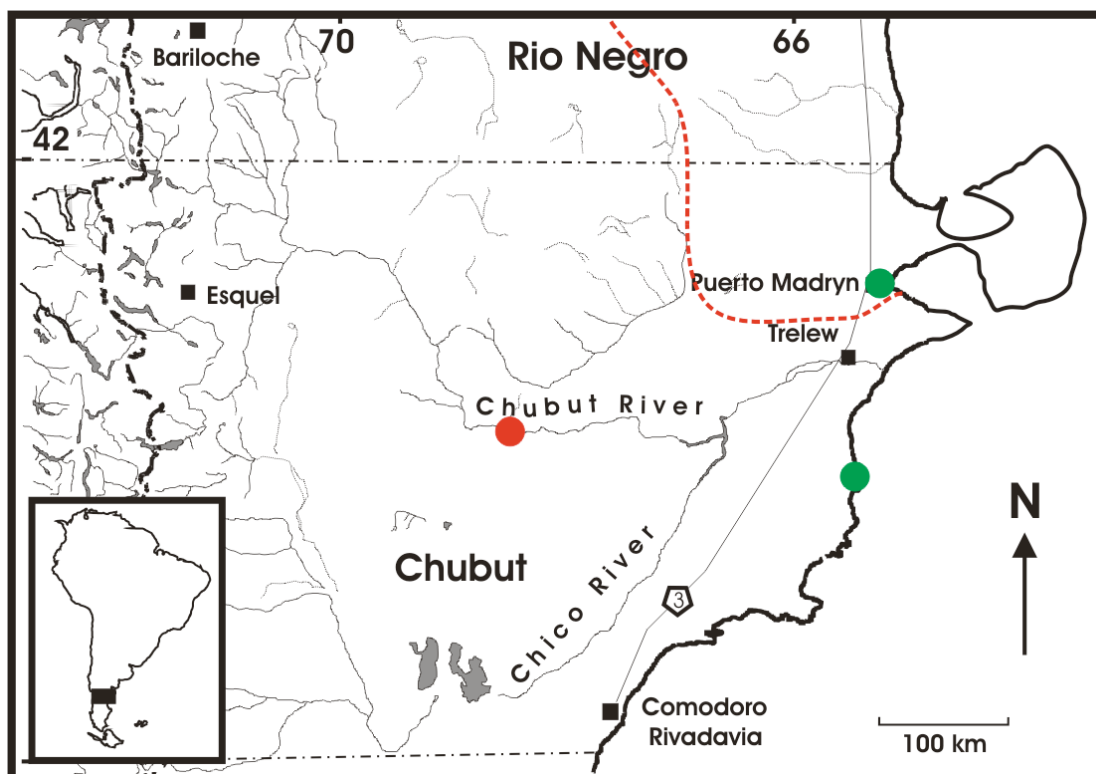 70
66
Bariloche
Rio Negro
42
Puerto Madryn
Esquel
Trelew
Chubut River
N
Chubut
Chico River
3
Comodoro
Rivadavia
100 km